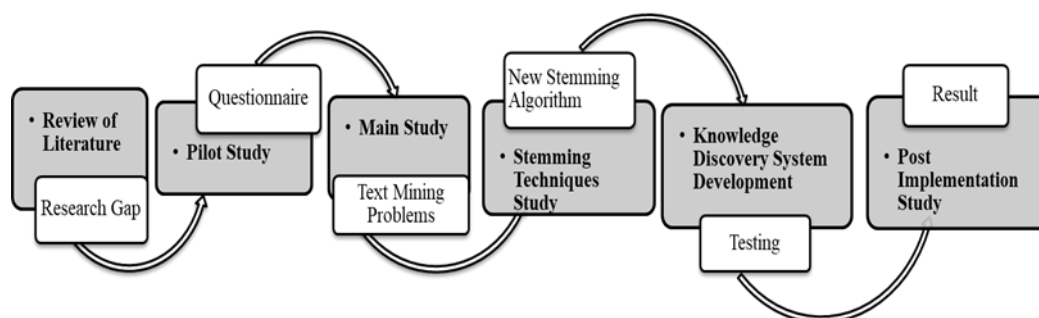 • Review of
Literature
Research Gap
Questionnaire
• Pilot Study
• Main Study
Text Mining
Problems
New Stemming
Algorithm
• Stemming
Techniques
Study
• Knowledge
Discovery System
Development
Testing
Result
• Post
Implementation
Study